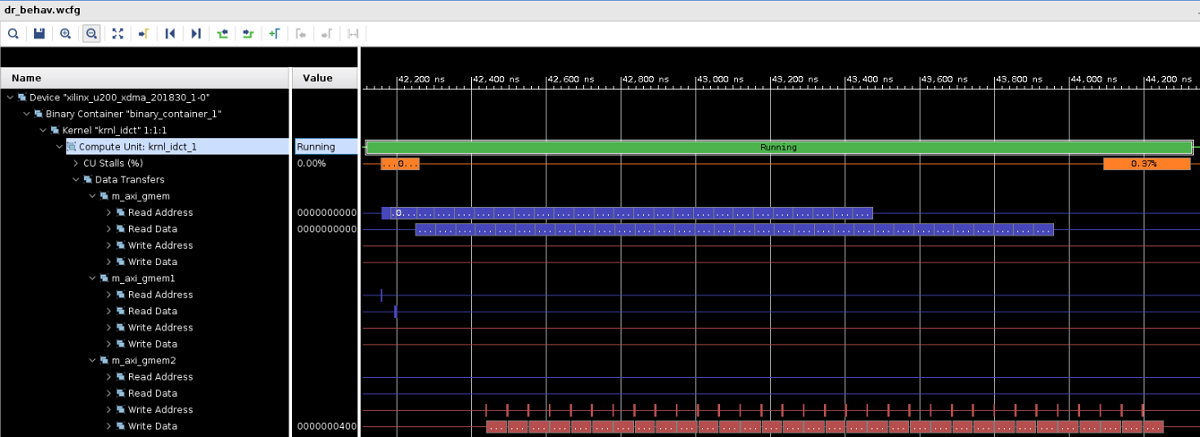 dr_behav.wcfg
Name Value
42,200 ns 42,400 ns 42,600 ns 42,800 ns 43,000 ns 43,200 ns 43,400 ns 43,600 ns 43,800 ns 44,000 ns 44,200 ns
Device "xilinx_u200_xdma_201830_1-0"
Binary Container "binary_container_1"
Kernel "krnl_idct" 1:1:1
Compute Unit: krnl_idct_1 Running Running
CU Stalls (%) 0.00% ...0... 0.37%
Data Transfers
m_axi_gmem
Read Address 0000000000 .0...
Read Data 0000000000
Write Address
Write Data
m_axi_gmem1
Read Address
Read Data
Write Address
Write Data
m_axi_gmem2
Read Address
Read Data
Write Address
Write Data 0000000400